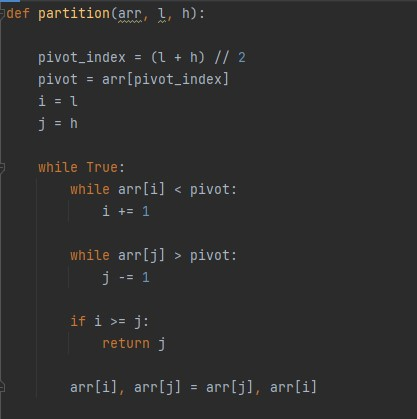 def partition(arr, l, h):
pivot_index = (l + h) // 2
pivot = arr[pivot_index]
i = l
j = h
while True:
while arr[i] < pivot:
i += 1
while arr[j] > pivot:
j -= 1
if i >= j:
return j
arr[i], arr[j] = arr[j], arr[i]